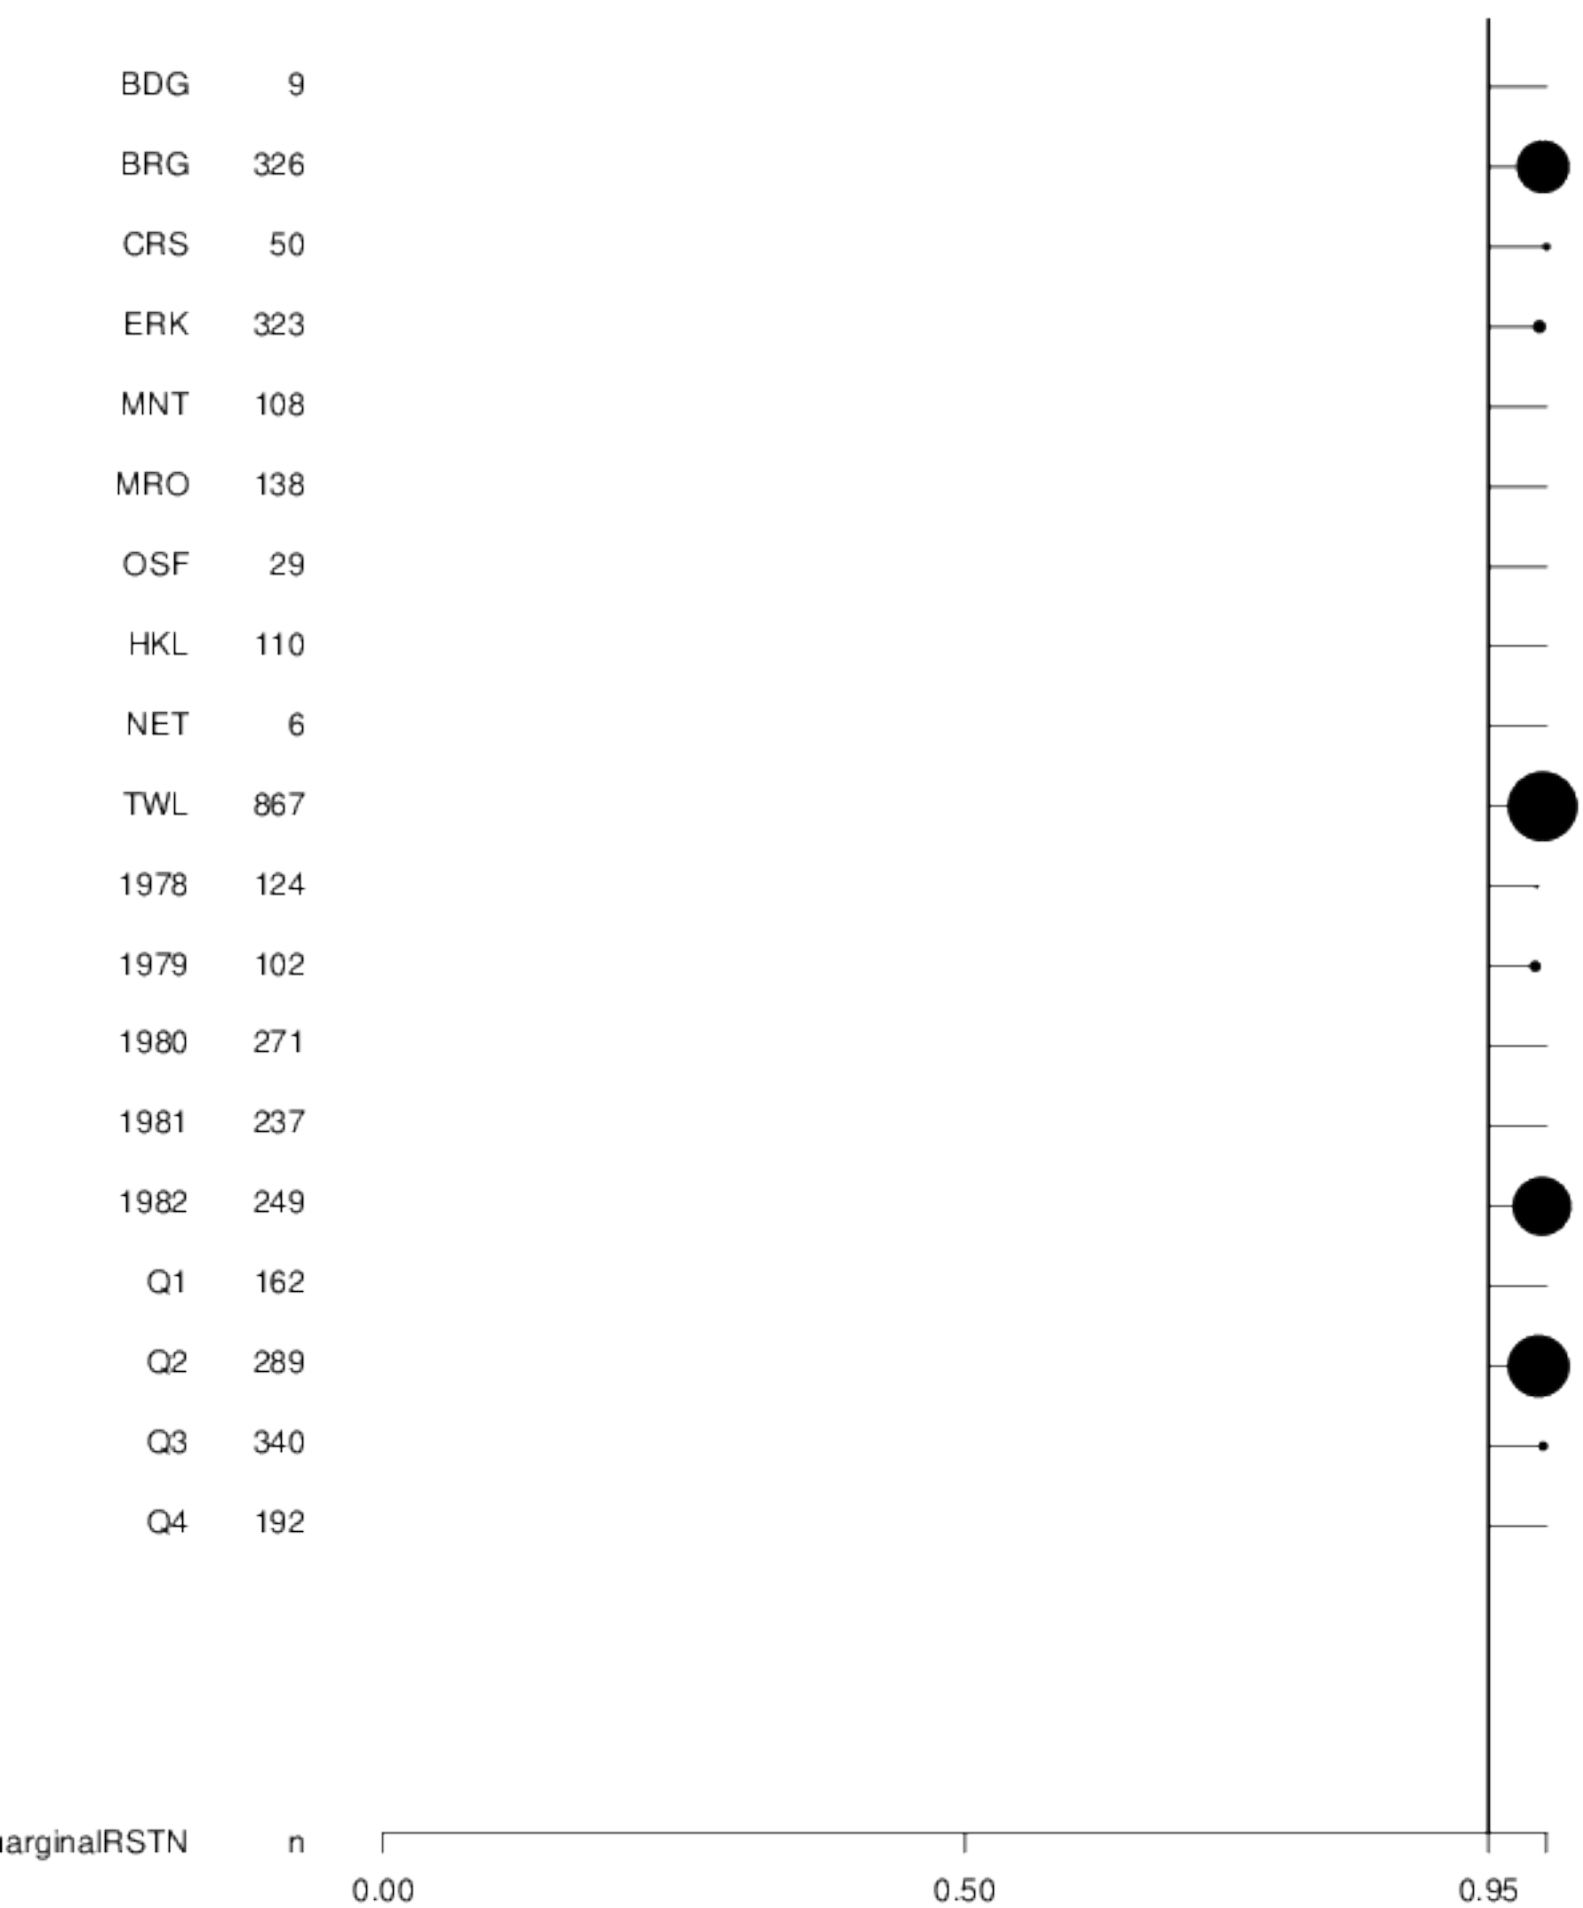 BDG 9
BRG 326
CRS 50
ERK 323
MNT 108
MRO 138
OSF 29
HKL 110
NET 6
TWL 867
1978 124
1979 102
1980 271
1981 237
1982 249
Q1 162
Q2 289
Q3 340
Q4 192
arginalRSTN n
0.00 0.50 0.95